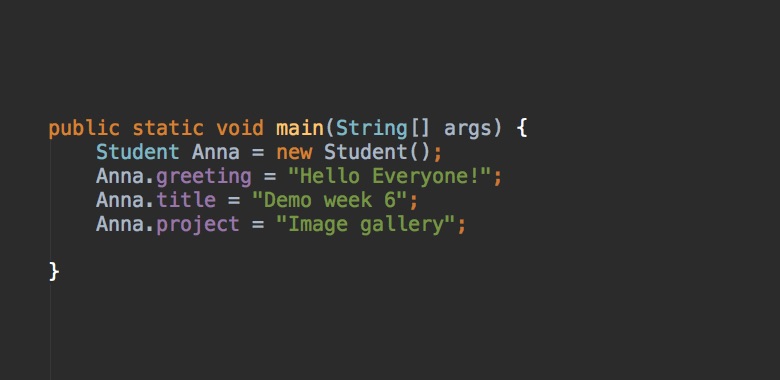 public static void main(String[] args) {
    Student Anna = new Student();
    Anna.greeting = "Hello Everyone!";
    Anna.title = "Demo week 6";
    Anna.project = "Image gallery";
}